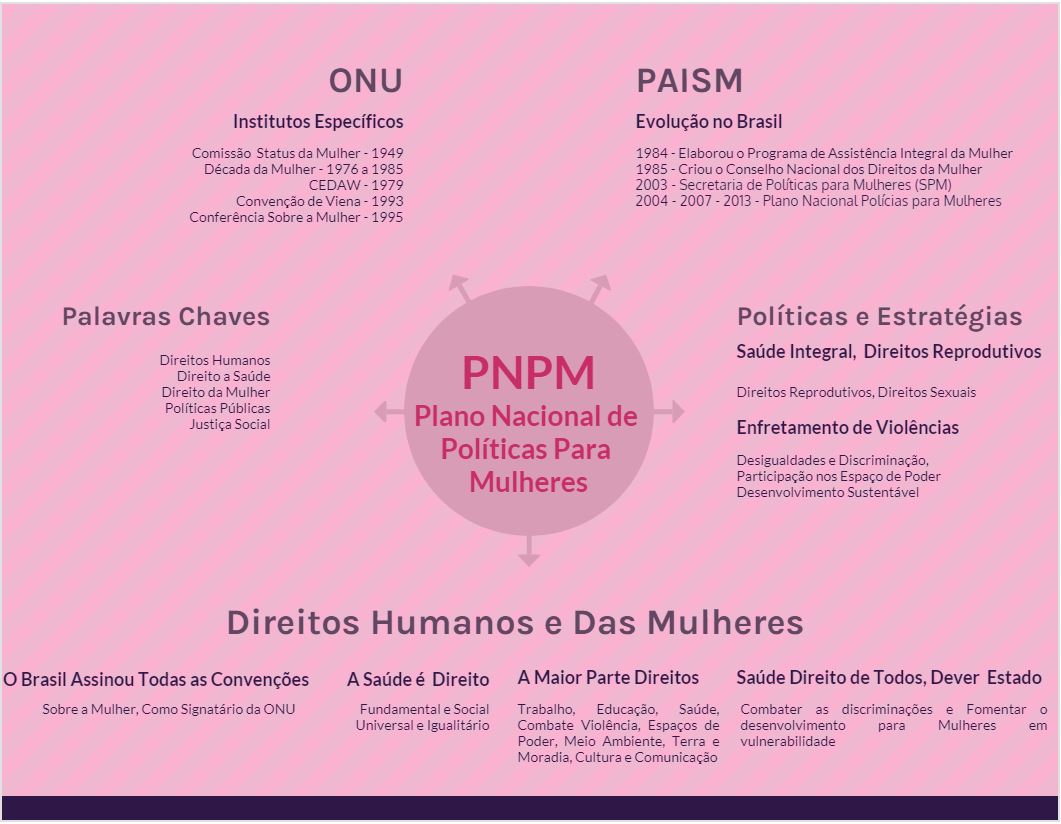 ONU
Institutos Específicos
Comissão Status da Mulher - 1949
Década da Mulher - 1976 a 1985
CEDAW - 1979
Convenção de Viena - 1993
Conferência Sobre a Mulher - 1995
PAISM
Evolução no Brasil
1984 - Elaborou o Programa de Assistência Integral da Mulher
1985 - Criou o Conselho Nacional dos Direitos da Mulher
2003 - Secretaria de Políticas para Mulheres (SPM)
2004 - 2007 - 2013 - Plano Nacional Polícias para Mulheres
Palavras Chaves
Direitos Humanos
Direito a Saúde
Direito da Mulher
Políticas Públicas
Justiça Social
PNPM
Plano Nacional de
Políticas Para
Mulheres
Políticas e Estratégias
Saúde Integral, Direitos Reprodutivos
Direitos Reprodutivos, Direitos Sexuais
Enfretamento de Violências
Desigualdades e Discriminação,
Participação nos Espaço de Poder
Desenvolvimento Sustentável
Direitos Humanos e Das Mulheres
O Brasil Assinou Todas as Convenções
Sobre a Mulher, Como Signatário da ONU
A Saúde é Direito
Fundamental e Social
Universal e Igualitário
A Maior Parte Direitos
Trabalho, Educação, Saúde,
Combate Violência, Espaços de
Poder, Meio Ambiente, Terra e
Moradia, Cultura e Comunicação
Saúde Direito de Todos, Dever Estado
Combater as discriminações e Fomentar o
desenvolvimento para Mulheres em
vulnerabilidade